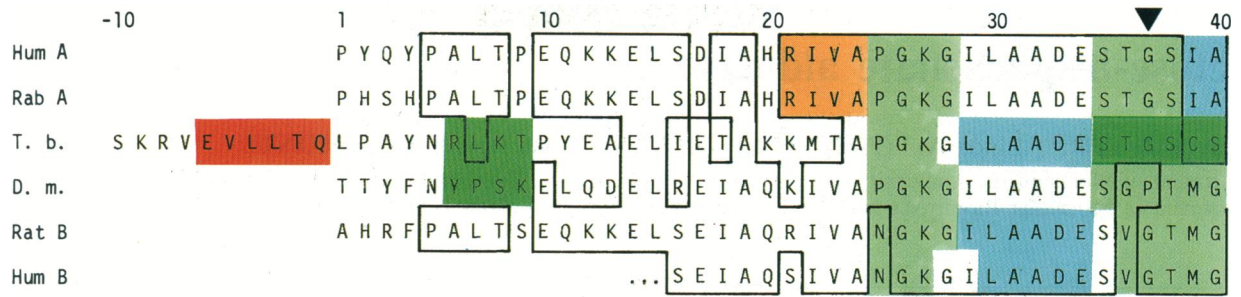 -10 1 10 20 30 40
Hum A P Y Q Y P A L T P E Q K K E L S D I A H R I V A P G K G I L A A D E S T G S I A
Rab A P H S H P A L T P E Q K K E L S D I A H R I V A P G K G I L A A D E S T G S I A
T. b. S K R V E V L L T Q L P A Y N R L K T P Y E A E L I E T A K K M T A P G K G L L A A D E S T G S C S
D. m. T T Y F N Y P S K E L Q D E L R E I A Q K I V A P G K G I L A A D E S G P T M G
Rat B A H R F P A L T S E Q K K E L S E I A Q R I V A N G K G I L A A D E S V G T M G
Hum B ...S E I A Q S I V A N G K G I L A A D E S V G T M G